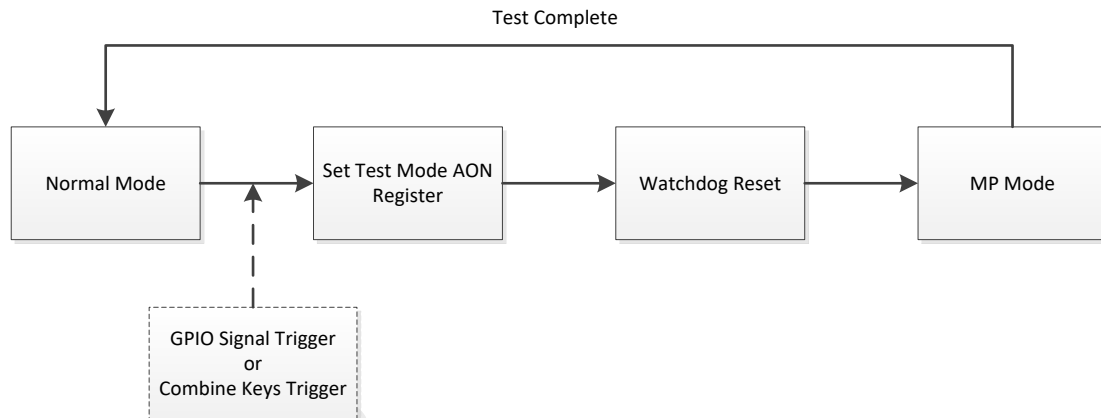 Test Complete
Normal Mode
Set Test Mode AON
Register
Watchdog Reset
MP Mode
GPIO Signal Trigger
or
Combine Keys Trigger